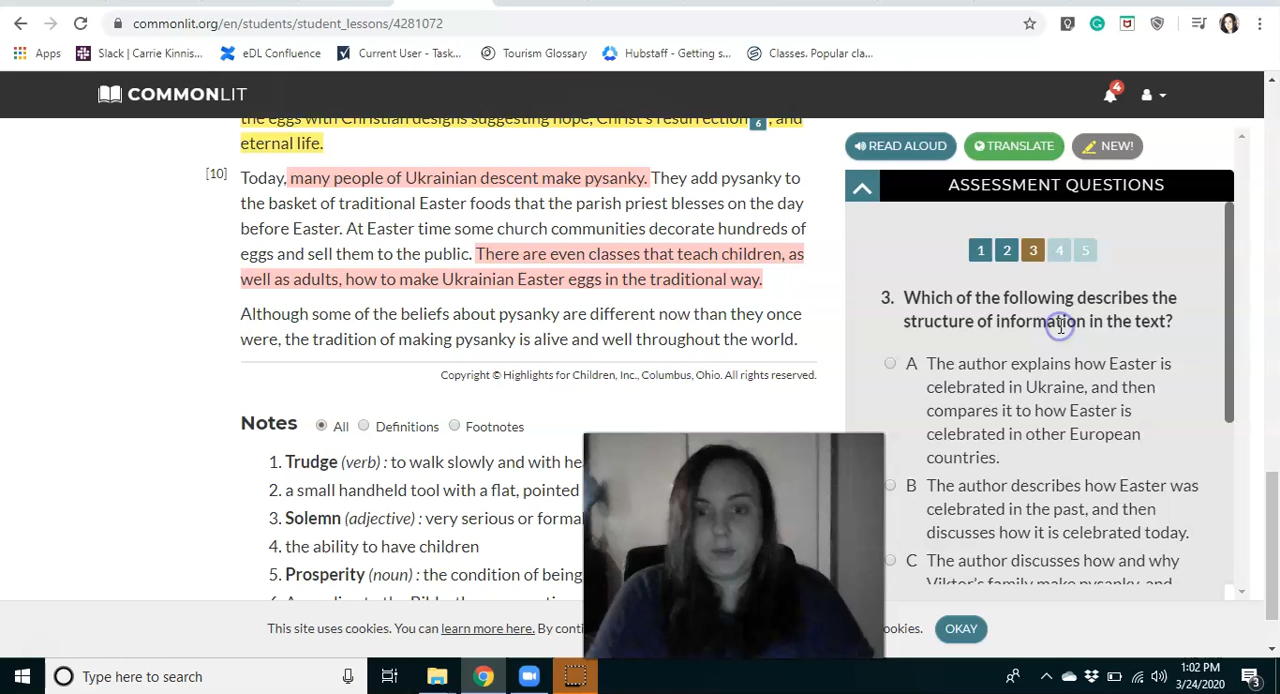 commonlit.org/en/students/student_lessons/4281072
Apps
Slack | Carrie Kinnis...
eDL Confluence
Current User - Task...
Tourism Glossary
Hubstaff - Getting s...
Classes. Popular cla...
COMMONLIT
4
the eggs with Christian designs suggesting hope, Christ's resurrection 6 , and
eternal life.
[10] Today, many people of Ukrainian descent make pysanky. They add pysanky to
the basket of traditional Easter foods that the parish priest blesses on the day
before Easter. At Easter time some church communities decorate hundreds of
eggs and sell them to the public. There are even classes that teach children, as
well as adults, how to make Ukrainian Easter eggs in the traditional way.
Although some of the beliefs about pysanky are different now than they once
were, the tradition of making pysanky is alive and well throughout the world.
Copyright © Highlights for Children, Inc., Columbus, Ohio. All rights reserved.
Notes All Definitions Footnotes
1. Trudge (verb) : to walk slowly and with he
2. a small handheld tool with a flat, pointed
3. Solemn (adjective) : very serious or forma
4. the ability to have children
5. Prosperity (noun) : the condition of being
READ ALOUD
TRANSLATE
NEW!
ASSESSMENT QUESTIONS
1 2 3 4 5
3. Which of the following describes the
structure of information in the text?
A The author explains how Easter is
celebrated in Ukraine, and then
compares it to how Easter is
celebrated in other European
countries.
B The author describes how Easter was
celebrated in the past, and then
discusses how it is celebrated today.
C The author discusses how and why
Viktor's family make pysanky, and
This site uses cookies. You can learn more here. By conti
ookies.
OKAY
Type here to search
1:02 PM
3/24/2020
3